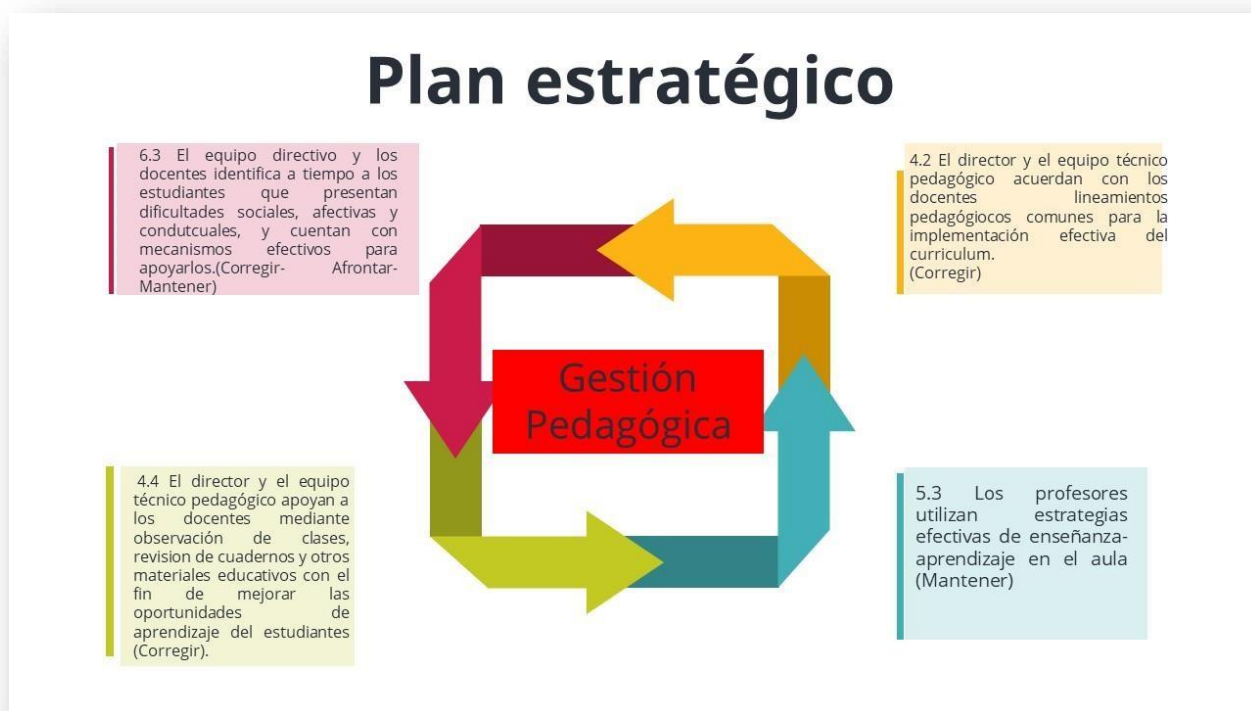 Plan estratégico
6.3 El equipo directivo y los
docentes identifica a tiempo a los
estudiantes que presentan
dificultades sociales, afectivas y
condutcuales, y cuentan con
mecanismos efectivos para
apoyarlos.(Corregir- Afrontar-
Mantener)
4.2 El director y el equipo técnico
pedagógico acuerdan con los
docentes lineamientos
pedagógiocos comunes para la
implementación efectiva del
curriculum.
(Corregir)
Gestión
Pedagógica
4.4 El director y el equipo
técnico pedagógico apoyan a
los docentes mediante
observación de clases,
revision de cuadernos y otros
materiales educativos con el
fin de mejorar las
oportunidades de
aprendizaje del estudiantes
(Corregir).
5.3 Los profesores
utilizan estrategias
efectivas de enseñanza-
aprendizaje en el aula
(Mantener)